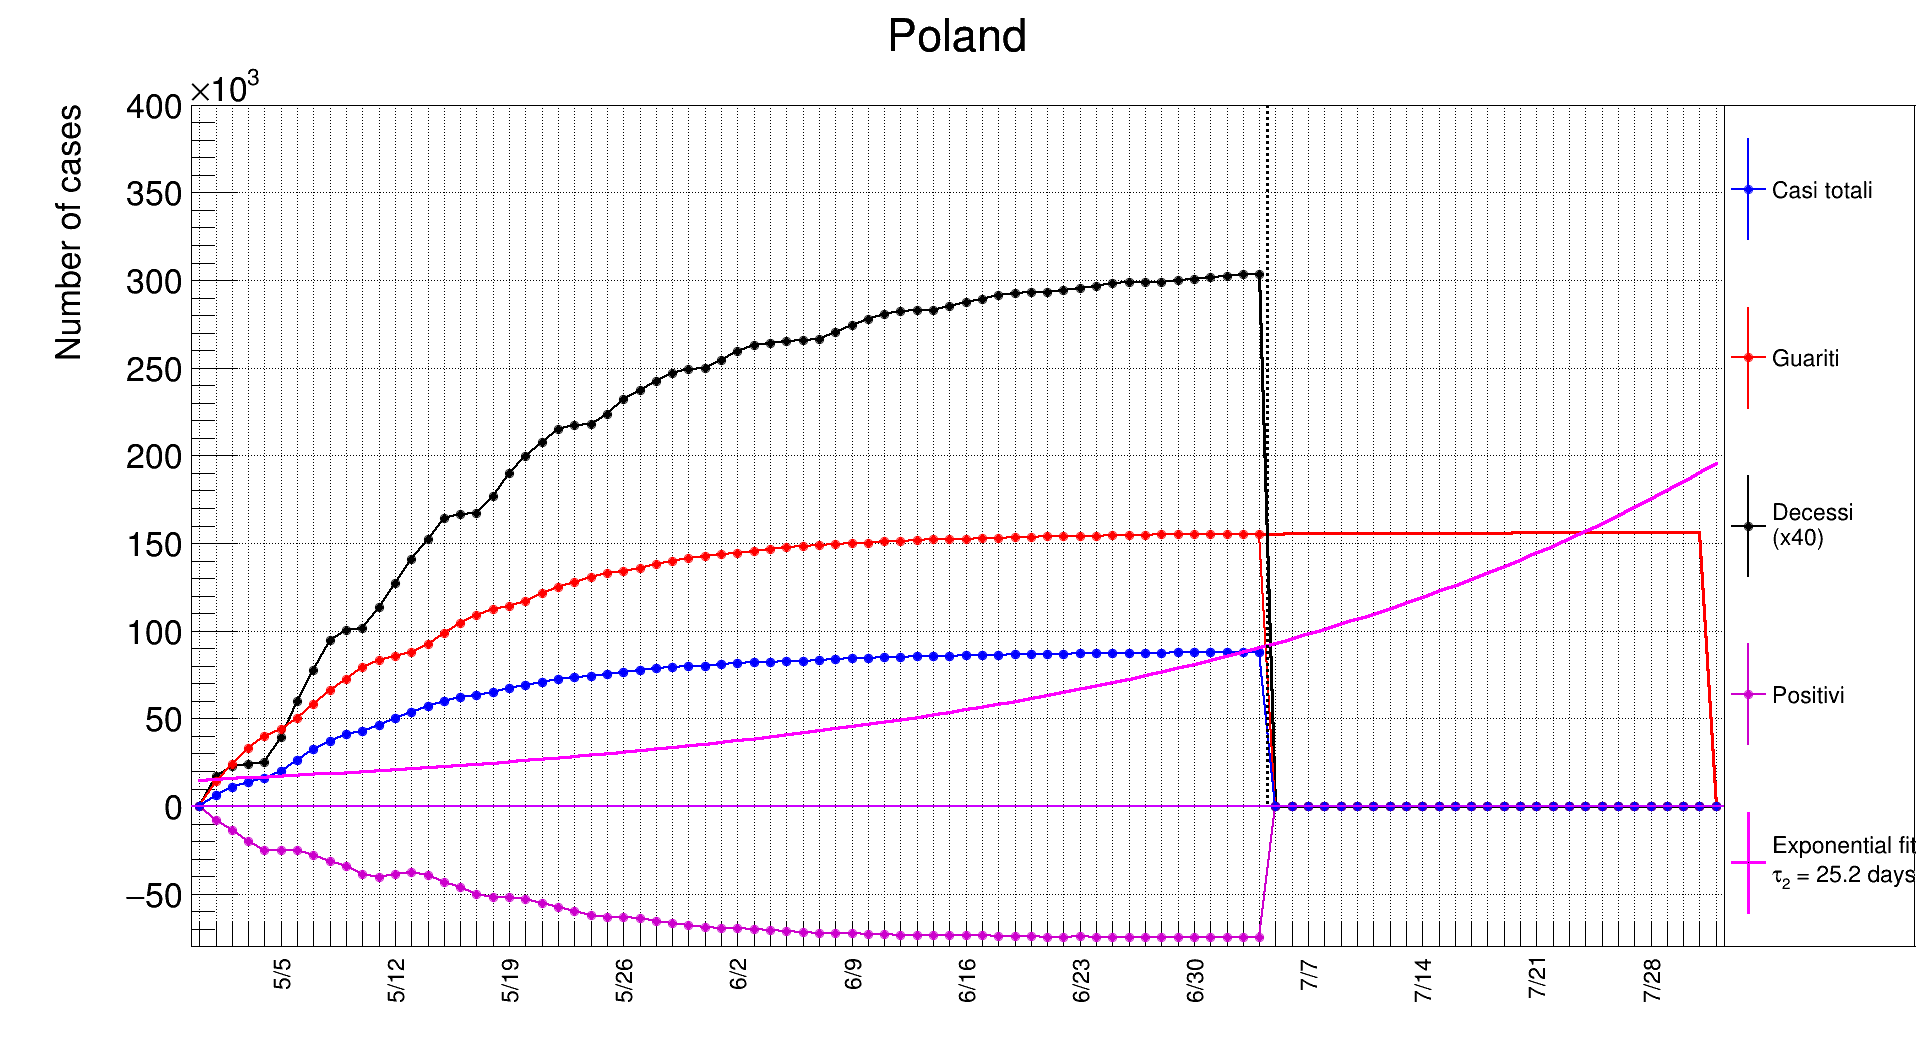 Poland
×10³
Number of cases
400
350
300
250
200
150
100
50
0
−50
5/5
5/12
5/19
5/26
6/2
6/9
6/16
6/23
6/30
7/7
7/14
7/21
7/28
Casi totali
Guariti
Decessi
(x40)
Positivi
Exponential fit
τ₂ = 25.2 days